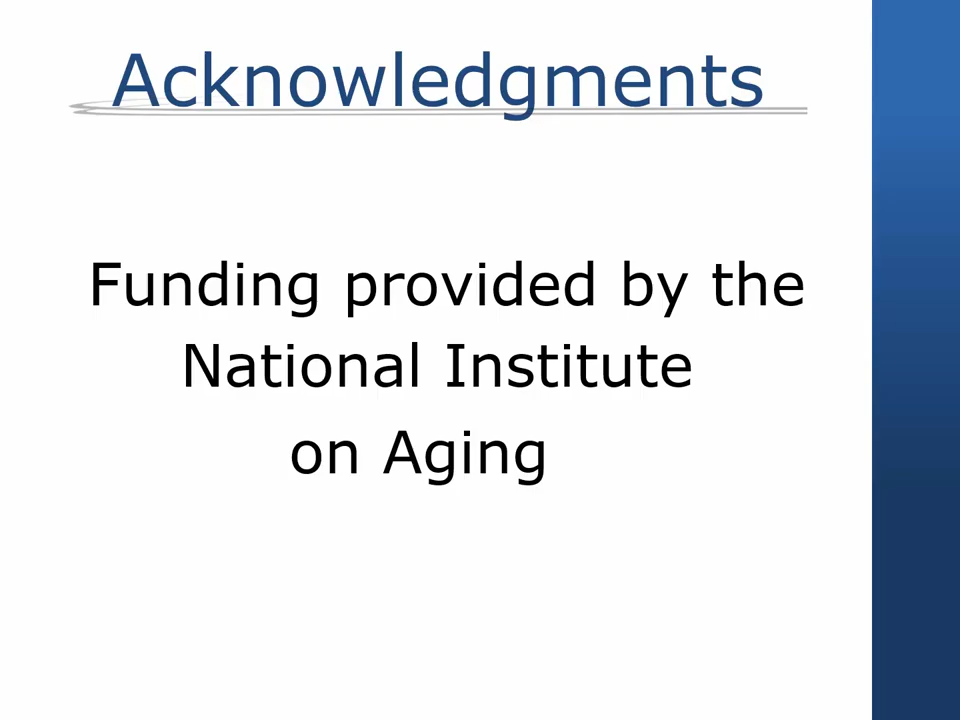 Acknowledgments
Funding provided by the
National Institute
on Aging